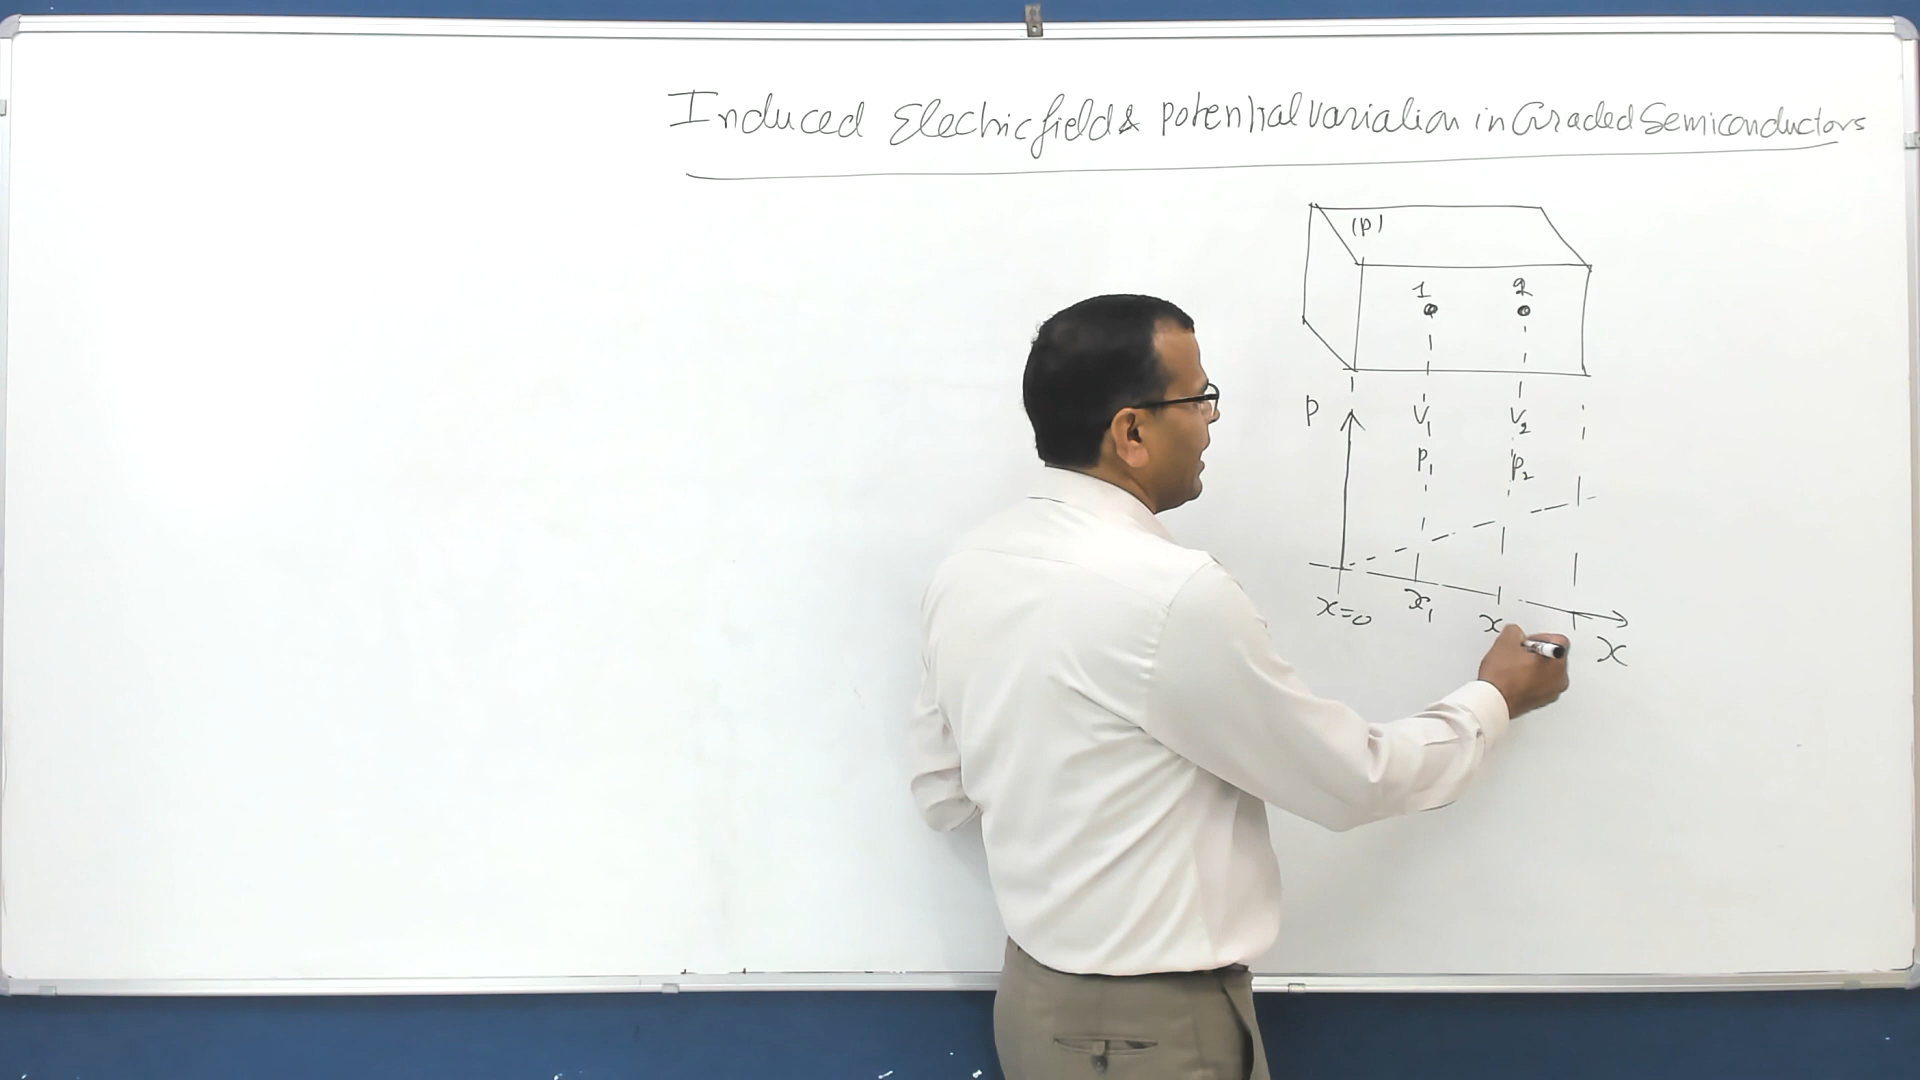 Induced Electric field & potential variation in Graded Semiconductors
(P)
1 2
P V₁ V₂
P₁ P₂
x=0 x₁ x
x